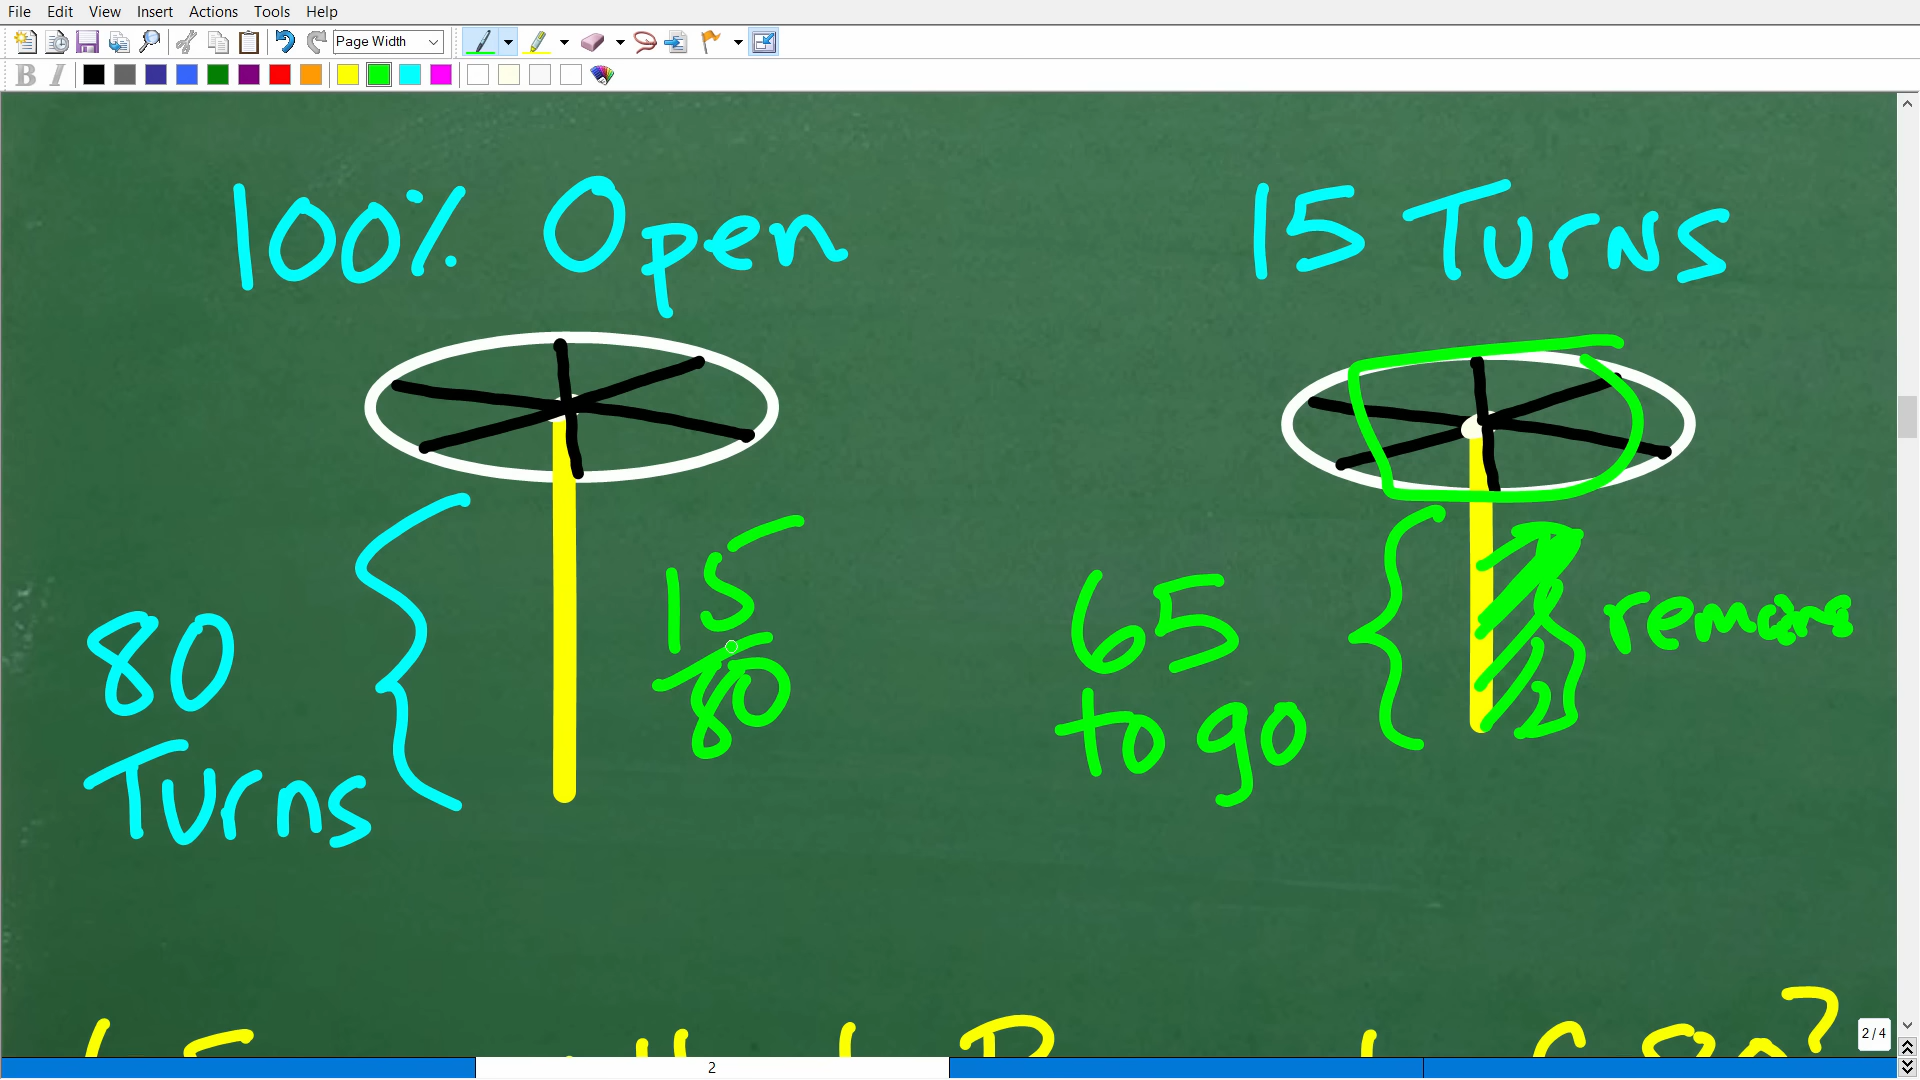 File Edit View Insert Actions Tools Help
Page Width
B I
100% Open
15 Turns
80
Turns
15
80
65
to go
remains
2 / 4
2